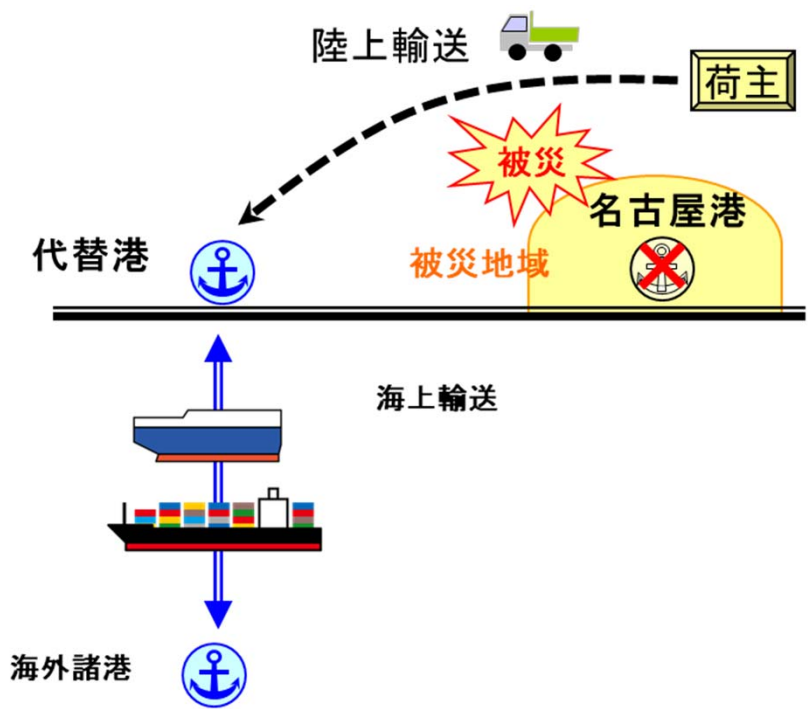 陸上輸送
荷主
被災
名古屋港
代替港
被災地域
海上輸送
海外諸港